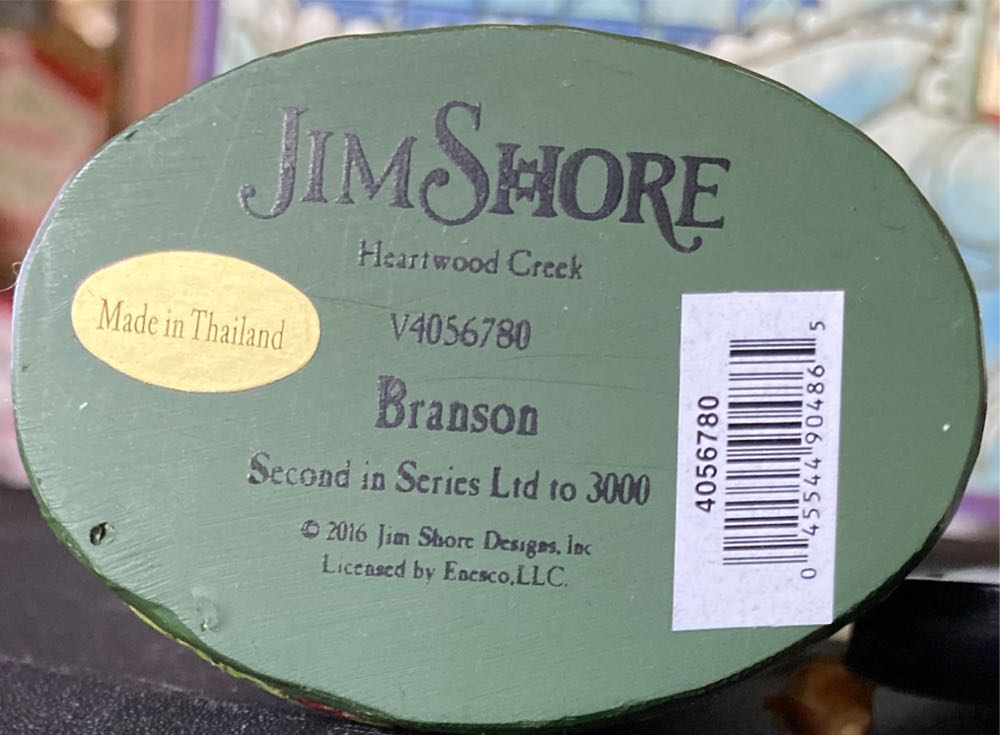 JIM SHORE
Heartwood Creek
Made in Thailand
V4056780
Branson
Second in Series Ltd to 3000
© 2016 Jim Shore Designs, Inc
Licensed by Enesco, LLC.
4056780
0 45544 90486 5